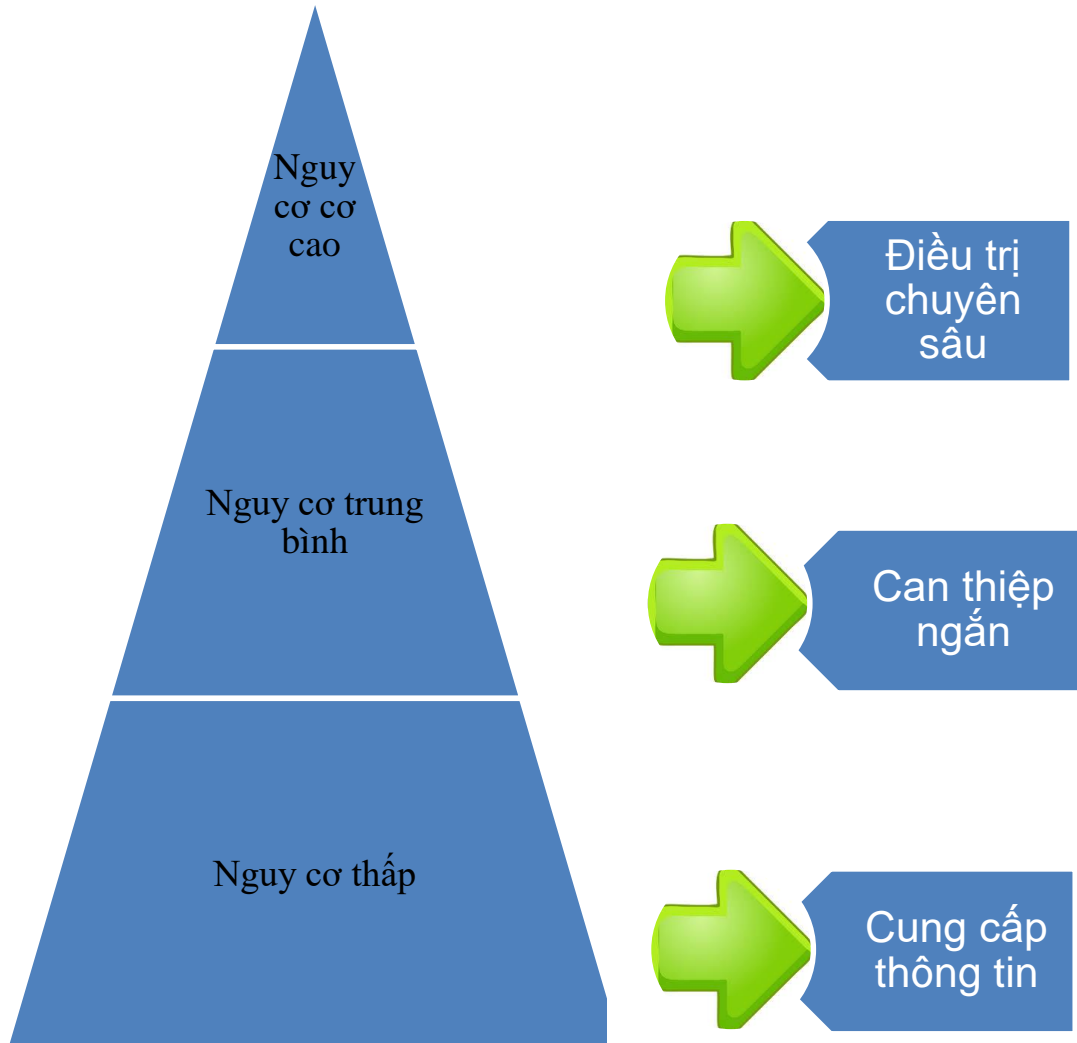 Nguy
cơ cơ
cao
Điều trị
chuyên
sâu
Nguy cơ trung
bình
Can thiệp
ngắn
Nguy cơ thấp
Cung cấp
thông tin